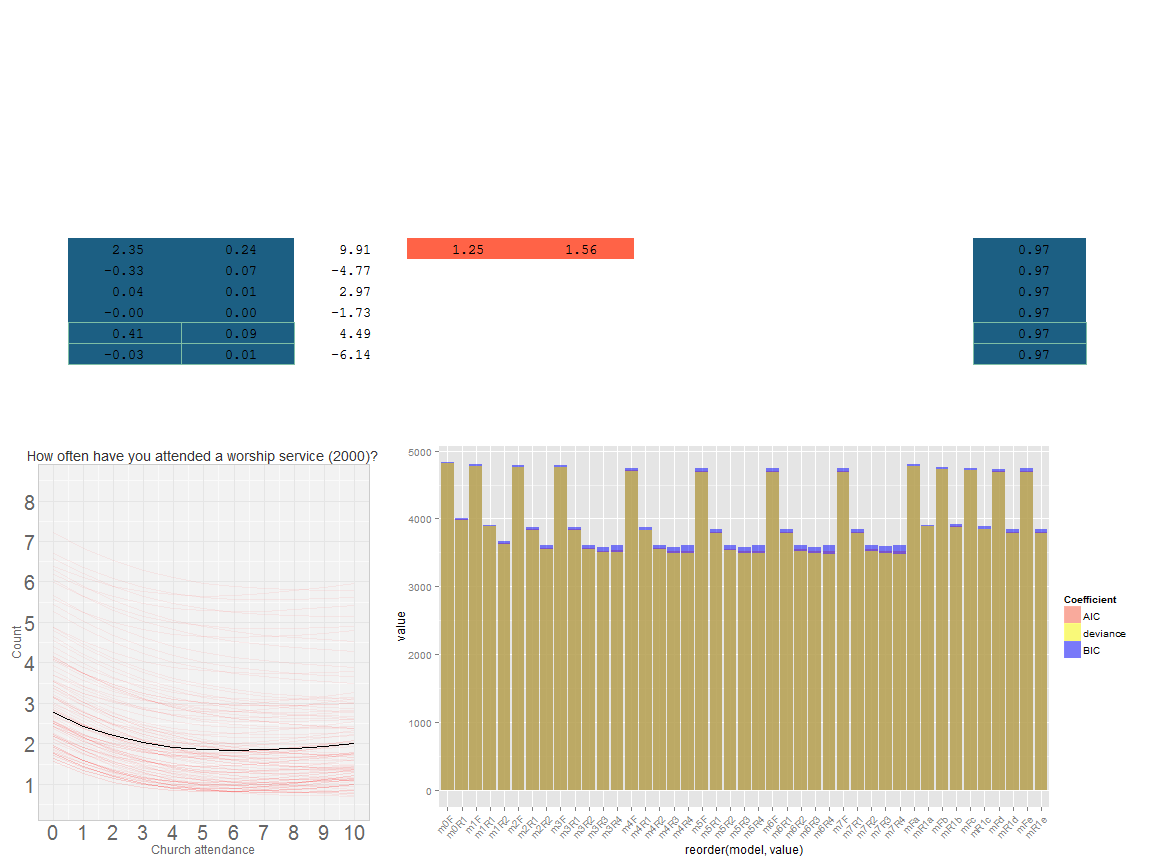 2.35 0.24 9.91 1.25 1.56 0.97
-0.33 0.07 -4.77 0.97
0.04 0.01 2.97 0.97
-0.00 0.00 -1.73 0.97
0.41 0.09 4.49 0.97
-0.03 0.01 -6.14 0.97
How often have you attended a worship service (2000)?
Count
8
7
6
5
4
3
2
1
0 1 2 3 4 5 6 7 8 9 10
Church attendance
value
5000
4000
3000
2000
1000
0
m0F m0R1 m1F m1R1 m1R2 m2F m2R1 m2R2 m3F m3R1 m3R2 m3R3 m3R4 m4F m4R1 m4R2 m4R3 m4R4 m5F m5R1 m5R2 m5R3 m5R4 m6F m6R1 m6R2 m6R3 m6R4 m7F m7R1 m7R2 m7R3 m7R4 mFa mR1a mFb mR1b mFc mR1c mFd mR1d mFe mR1e
reorder(model, value)
Coefficient
AIC
deviance
BIC